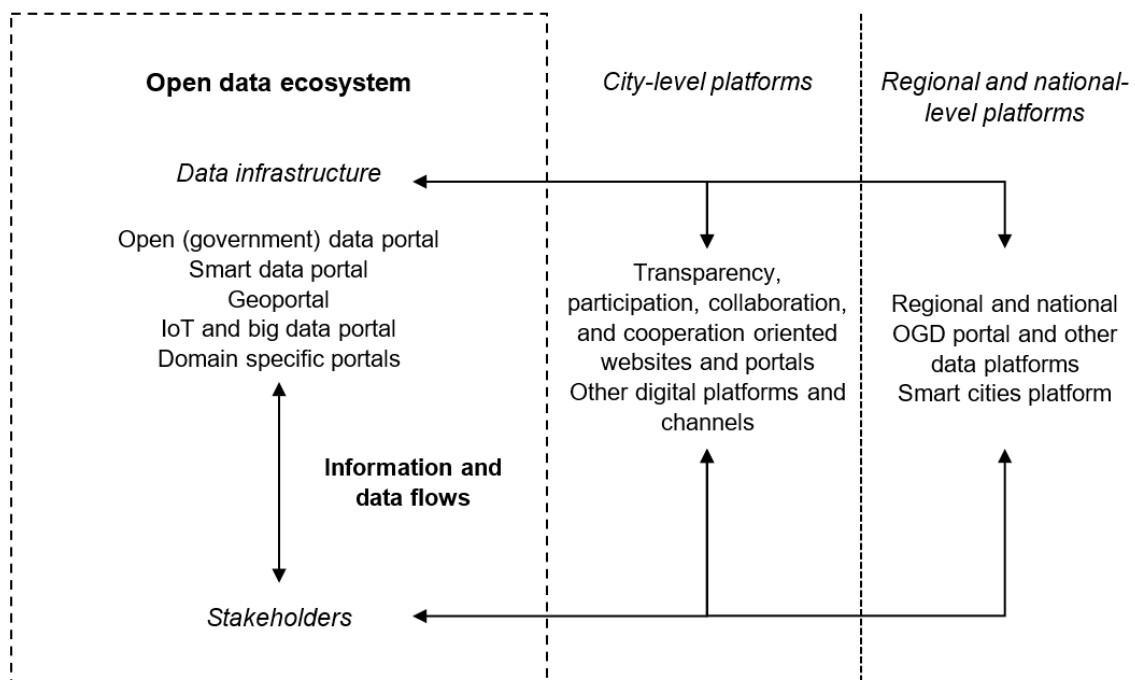 Open data ecosystem
Data infrastructure
Open (government) data portal
Smart data portal
Geoportal
IoT and big data portal
Domain specific portals
Information and
data flows
Stakeholders
City-level platforms
Transparency,
participation, collaboration,
and cooperation oriented
websites and portals
Other digital platforms and
channels
Regional and national-
level platforms
Regional and national
OGD portal and other
data platforms
Smart cities platform